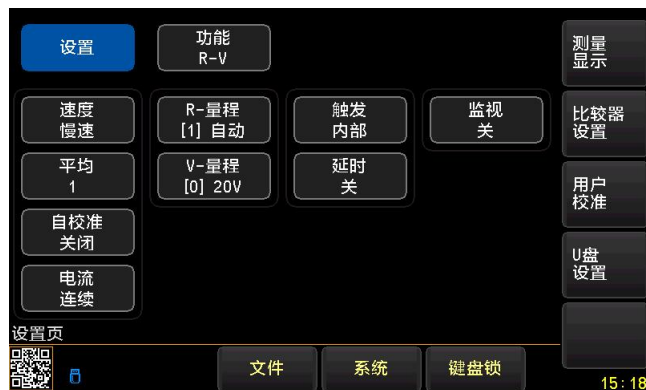 设置
功能
R-V
测量
显示
速度
慢速
R-量程
[1] 自动
触发
内部
监视
关
比较器
设置
平均
1
V-量程
[0] 20V
延时
关
用户
校准
自校准
关闭
电流
连续
U盘
设置
设置页
文件
系统
键盘锁
15:18